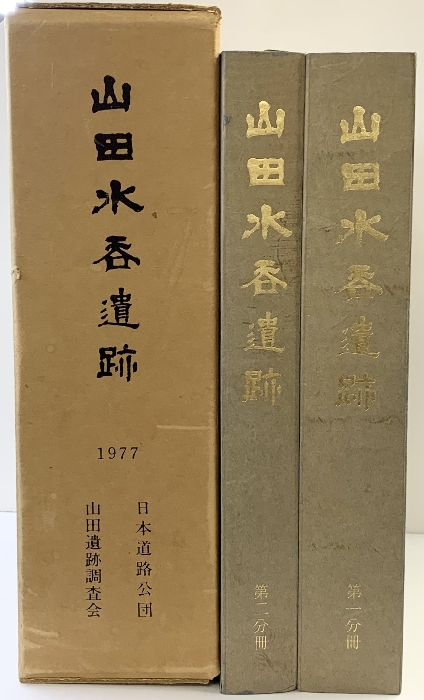 山田水呑遺跡
1977
日本道路公団
山田遺跡調査会
山田水呑遺跡
第二分冊
山田水呑遺跡
第一分冊